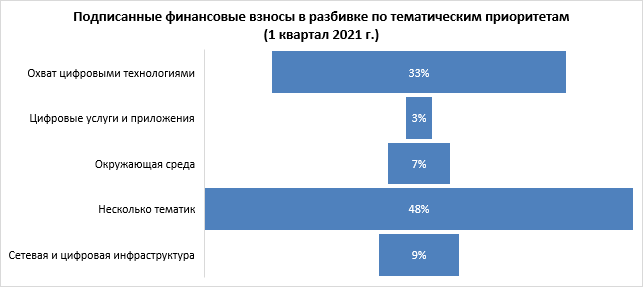 Подписанные финансовые взносы в разбивке по тематическим приоритетам
(1 квартал 2021 г.)
Охват цифровыми технологиями 33%
Цифровые услуги и приложения 3%
Окружающая среда 7%
Несколько тематик 48%
Сетевая и цифровая инфраструктура 9%